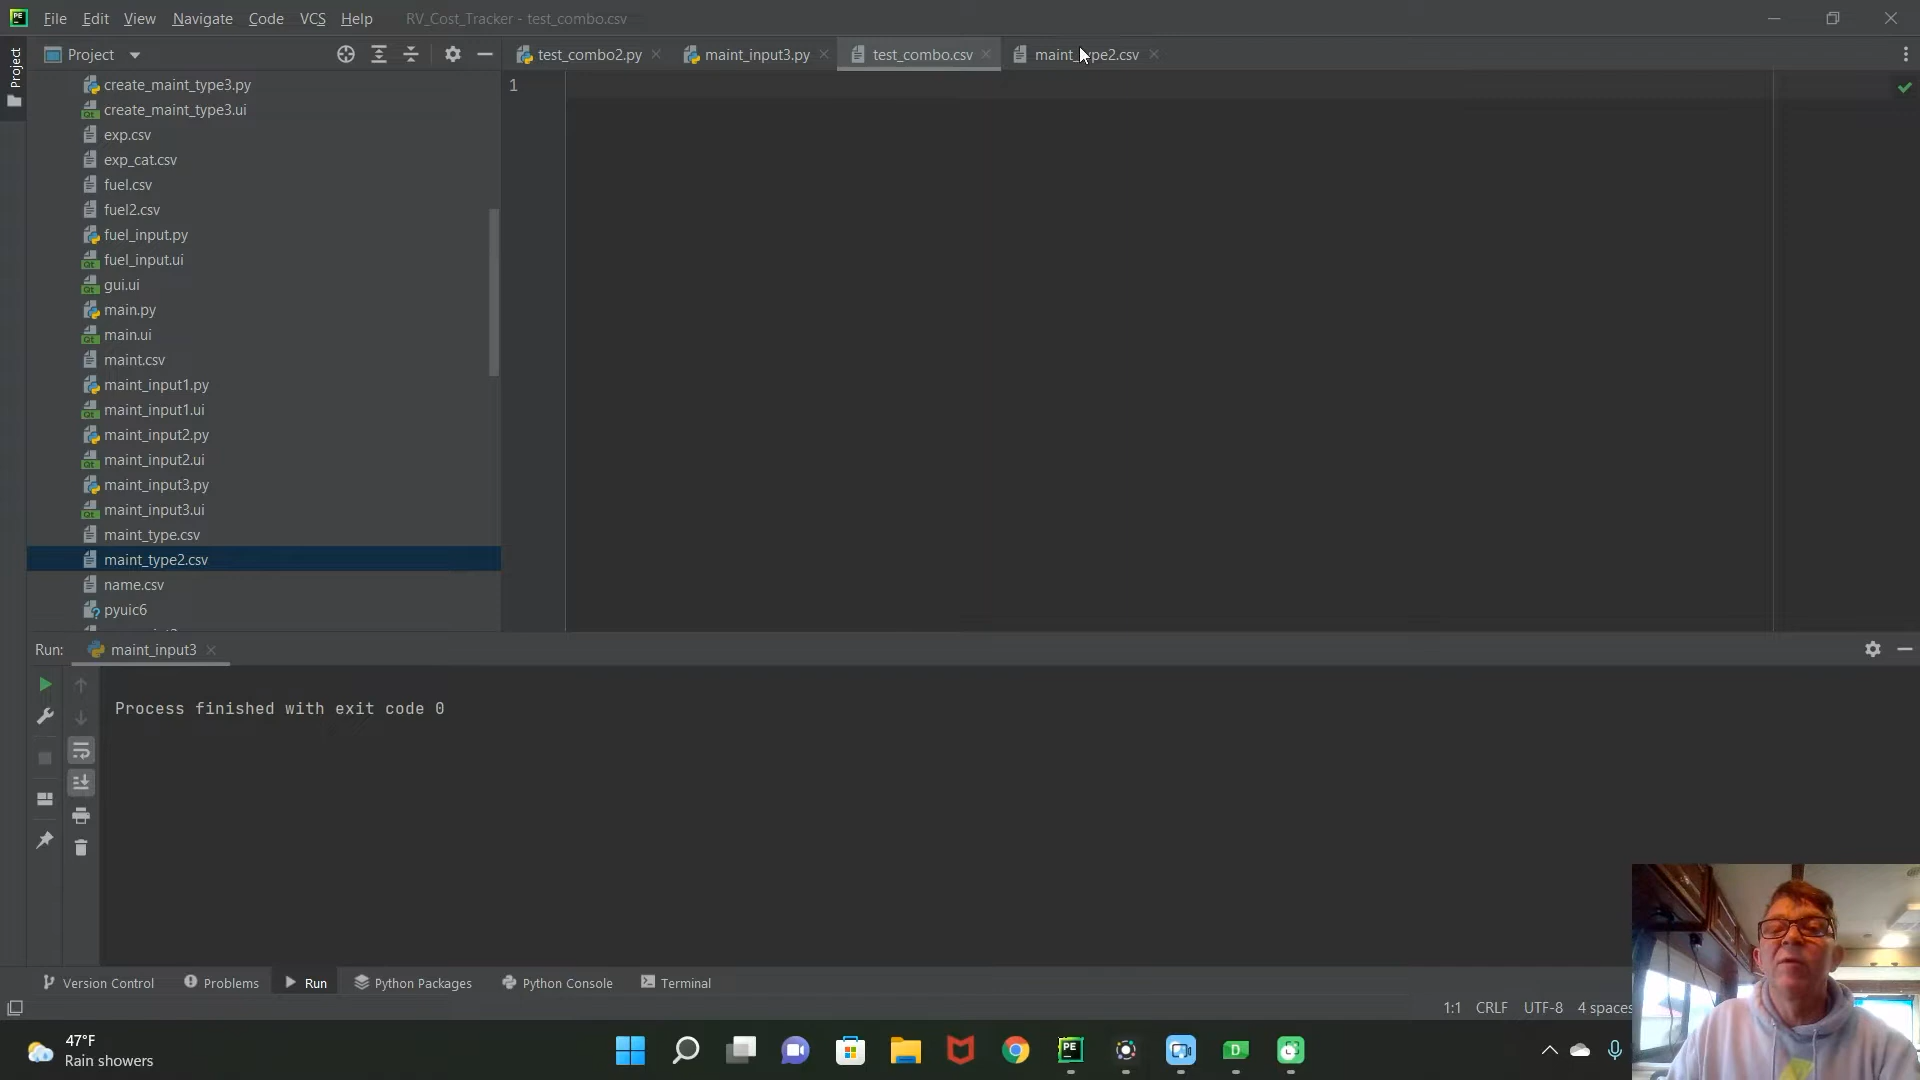 File Edit View Navigate Code VCS Help RV_Cost_Tracker - test_combo.csv
Project
Project
test_combo2.py
maint_input3.py
test_combo.csv
maint_type2.csv
create_maint_type3.py
create_maint_type3.ui
exp.csv
exp_cat.csv
fuel.csv
fuel2.csv
fuel_input.py
fuel_input.ui
gui.ui
main.py
main.ui
maint.csv
maint_input1.py
maint_input1.ui
maint_input2.py
maint_input2.ui
maint_input3.py
maint_input3.ui
maint_type.csv
maint_type2.csv
name.csv
pyuic6
1
Run: maint_input3
Process finished with exit code 0
Version Control Problems Run Python Packages Python Console Terminal
1:1 CRLF UTF-8 4 spaces
47°F
Rain showers